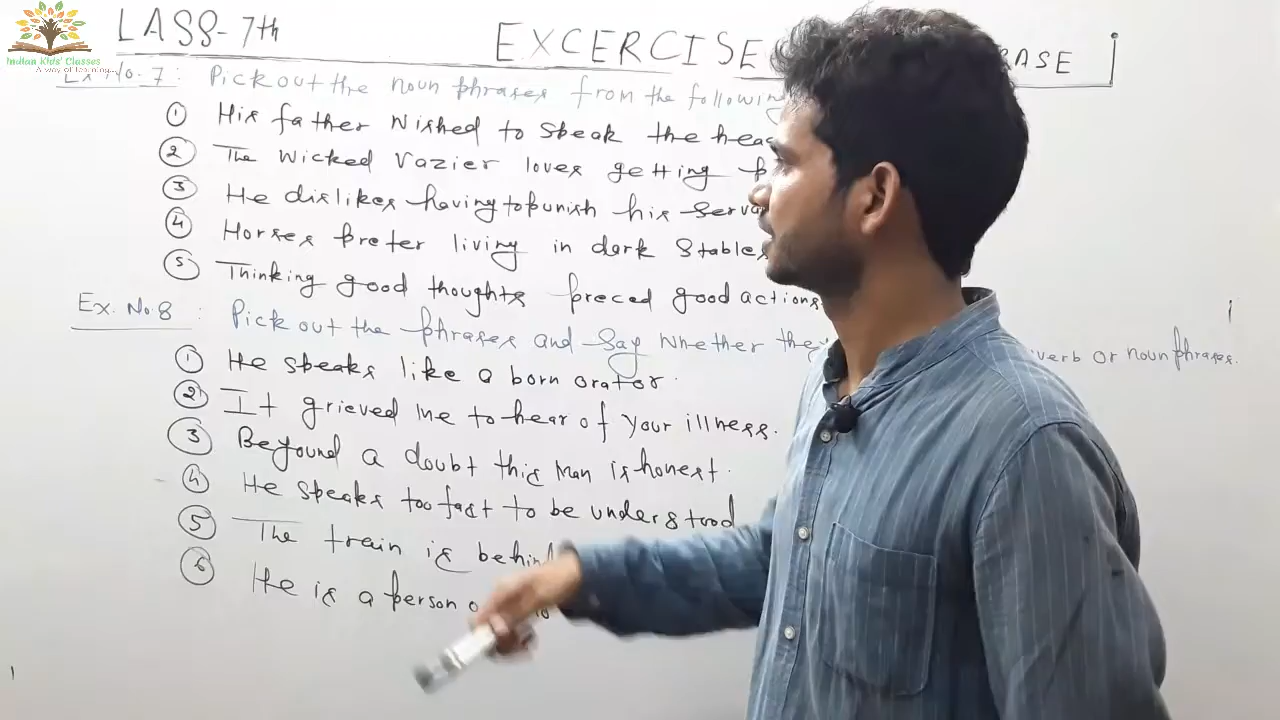 Indian Kids' Classes
A way of learning...
LASS-7th
EXCERCISE
RASE
Ex. No. 7 : Pick out the noun phrases from the following
① His father wished to speak the
② The wicked Vazier loves getting
③ He dislikes having to punish his
④ Horses prefer living in dark stables
⑤ Thinking good thoughts preced good actions.
Ex. No. 8 : Pick out the phrases and say whether they verb or noun phrases.
① He speaks like a born orator.
② It grieved me to hear of your illness.
③ Beyound a doubt this man is honest.
④ He speaks too fast to be understood
⑤ The train is
⑥ He is a person